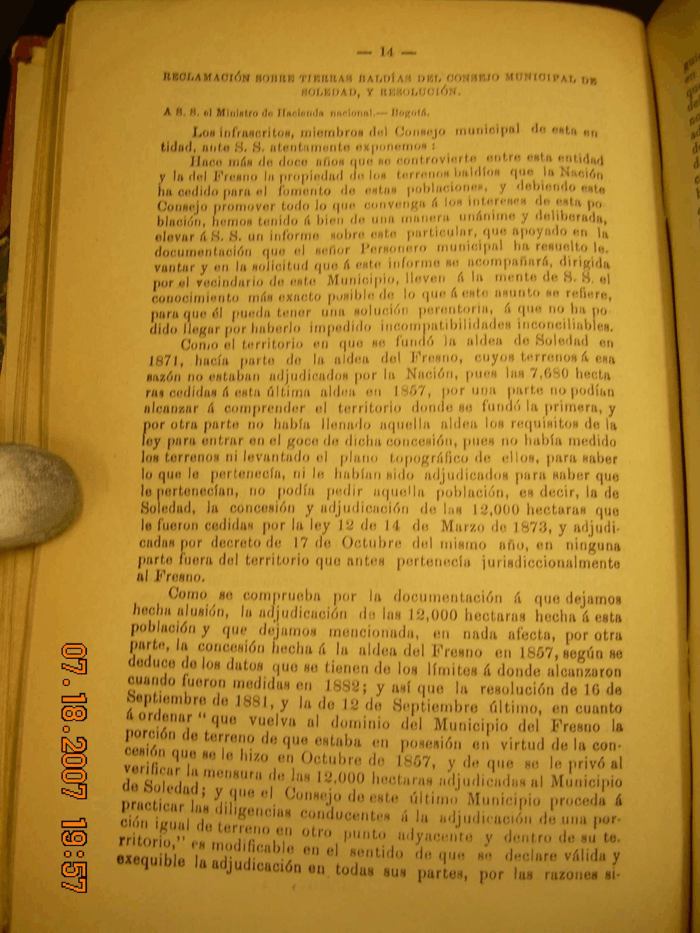 — 14 —
RECLAMACIÓN SOBRE TIERRAS BALDÍAS DEL CONSEJO MUNICIPAL DE
SOLEDAD, Y RESOLUCIÓN.
A S. S. el Ministro de Hacienda nacional.— Bogotá.
Los infrascritos, miembros del Consejo municipal de esta en
tidad, ante S. S. atentamente exponemos :
Hace más de doce años que se controvierte entre esta entidad
y la del Fresno la propiedad de los terrenos baldíos que la Nación
ha cedido para el fomento de estas poblaciones, y debiendo este
Consejo promover todo lo que convenga á los intereses de esta po
blación, hemos tenido á bien de una manera unánime y deliberada,
elevar á S. S. un informe sobre este particular, que apoyado en la
documentación que el señor Personero municipal ha resuelto le.
vantar y en la solicitud que á este informe se acompañará, dirigida
por el vecindario de este Municipio, lleven á la mente de S. S. el
conocimiento más exacto posible de lo que á este asunto se refiere,
para que él pueda tener una solución perentoria, á que no ha po
dido llegar por haberlo impedido incompatibilidades inconciliables.
Como el territorio en que se fundó la aldea de Soledad en
1871, hacía parte de la aldea del Fresno, cuyos terrenos á esa
sazón no estaban adjudicados por la Nación, pues las 7,680 hecta
ras cedidas á esta última aldea en 1857, por una parte no podían
alcanzar á comprender el territorio donde se fundó la primera, y
por otra parte no había llenado aquella aldea los requisitos de la
ley para entrar en el goce de dicha concesión, pues no había medido
los terrenos ni levantado el plano topográfico de ellos, para saber
lo que le pertenecía, ni le habían sido adjudicados para saber que
le pertenecían, no podía pedir aquella población, es decir, la de
Soledad, la concesión y adjudicación de las 12,000 hectaras que
le fueron cedidas por la ley 12 de 14 de Marzo de 1873, y adjudi-
cadas por decreto de 17 de Octubre del mismo año, en ninguna
parte fuera del territorio que antes pertenecía jurisdiccionalmente
al Fresno.
Como se comprueba por la documentación á que dejamos
hecha alusión, la adjudicación de las 12,000 hectaras hecha á esta
población y que dejamos mencionada, en nada afecta, por otra
parte, la concesión hecha á la aldea del Fresno en 1857, según se
deduce de los datos que se tienen de los límites á donde alcanzaron
cuando fueron medidas en 1882; y así que la resolución de 16 de
Septiembre de 1881, y la de 12 de Septiembre último, en cuanto
á ordenar “ que vuelva al dominio del Municipio del Fresno la
porción de terreno de que estaba en posesión en virtud de la con-
cesión que se le hizo en Octubre de 1857, y de que se le privó al
verificar la mensura de las 12,000 hectaras adjudicadas al Municipio
de Soledad; y que el Consejo de este último Municipio proceda á
practicar las diligencias conducentes á la adjudicación de una por-
ción igual de terreno en otro punto adyacente y dentro de su te.
rritorio,” es modificable en el sentido de que se declare válida y
exequible la adjudicación en todas sus partes, por las razones si-
07.18.2007 19:57